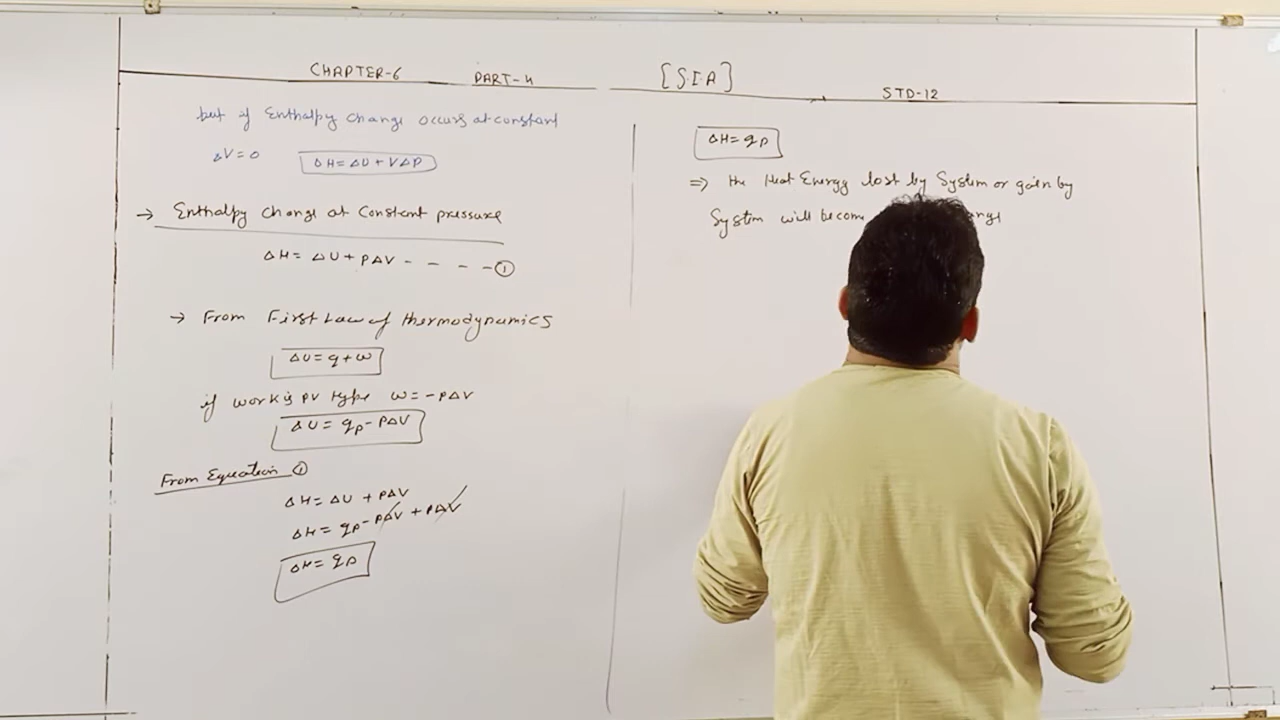 CHAPTER-6 PART-4 [S.I.A] STD-12
but if Enthalpy change occurs at constant
ΔV=0 ΔH=ΔU+VΔP
→ Enthalpy change at constant pressure
ΔH= ΔU+PΔV - - - - ①
→ From First Law of thermodynamics
ΔU=q+w
if work is PV type w=-PΔV
ΔU= qp-PΔV
From Equation ①
ΔH=ΔU +PΔV
ΔH= qp-PΔV+PΔV
ΔH= qp
ΔH= qp
⇒ the Heat Energy lost by System or gain by
System will become